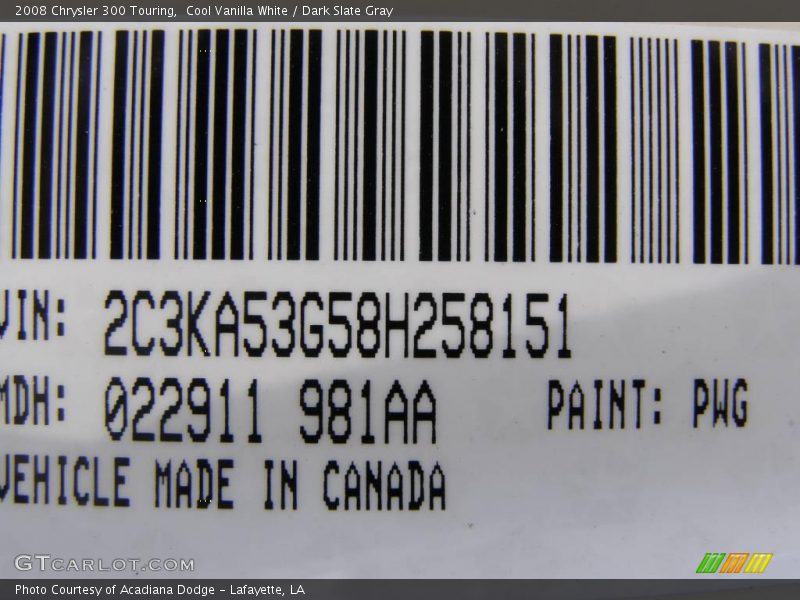 2008 Chrysler 300 Touring,  Cool Vanilla White / Dark Slate Gray
VIN: 2C3KA53G58H258151
MDH: 022911 981AA PAINT: PWG
VEHICLE MADE IN CANADA
GTCARLOT.COM
Photo Courtesy of Acadiana Dodge - Lafayette, LA